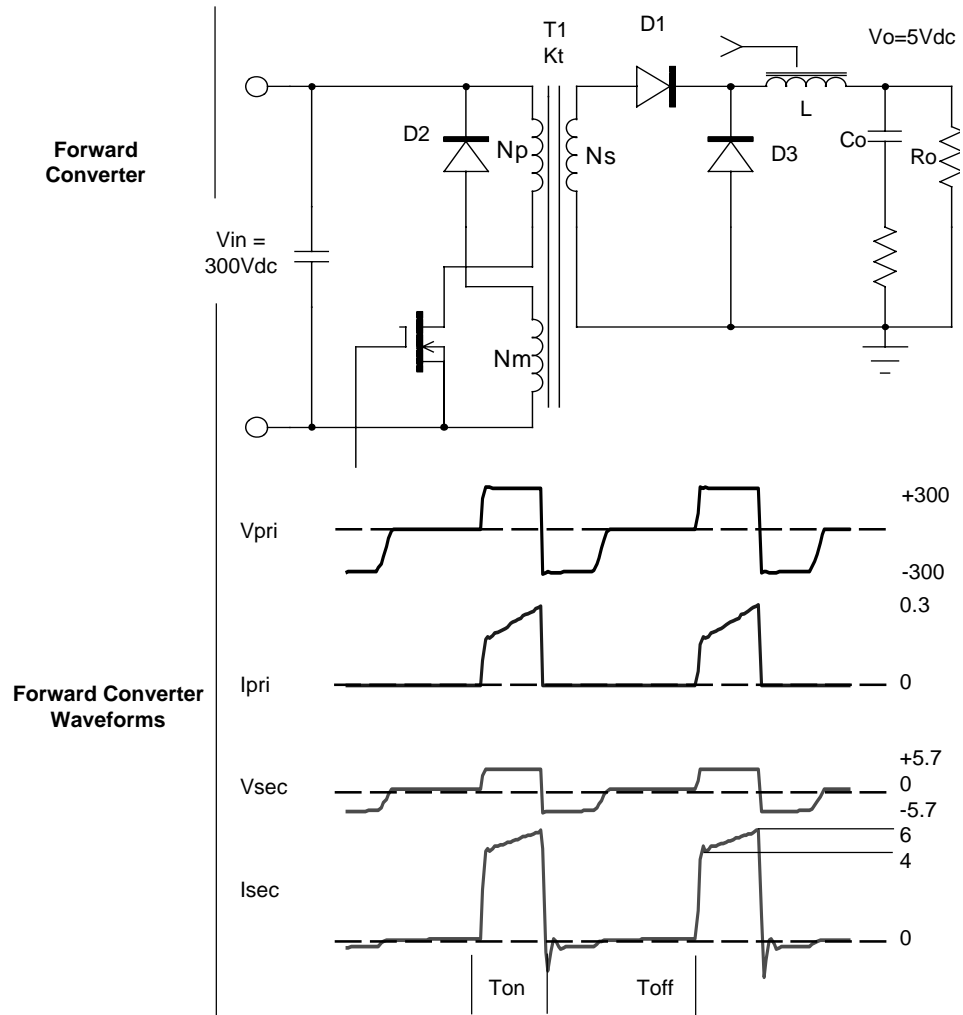 Forward
Converter
T1
Kt
D1
Vo=5Vdc
D2
Np
Ns
L
D3
Co
Ro
Vin =
300Vdc
Nm
Forward Converter
Waveforms
Vpri
+300
-300
Ipri
0.3
0
Vsec
+5.7
0
-5.7
Isec
6
4
0
Ton
Toff